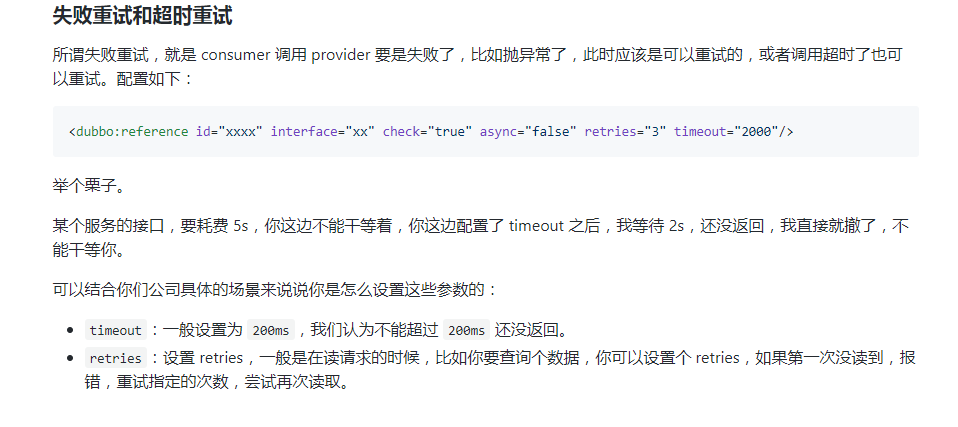 失败重试和超时重试
所谓失败重试，就是 consumer 调用 provider 要是失败了，比如抛异常了，此时应该是可以重试的，或者调用超时了也可
以重试。配置如下：
<dubbo:reference id="xxxx" interface="xx" check="true" async="false" retries="3" timeout="2000"/>
举个栗子。
某个服务的接口，要耗费 5s，你这边不能干等着，你这边配置了 timeout 之后，我等待 2s，还没返回，我直接就撤了，不
能干等你。
可以结合你们公司具体的场景来说说你是怎么设置这些参数的：
• timeout：一般设置为 200ms，我们认为不能超过 200ms 还没返回。
• retries：设置 retries，一般是在读请求的时候，比如你要查询个数据，你可以设置个 retries，如果第一次没读到，报
错，重试指定的次数，尝试再次读取。